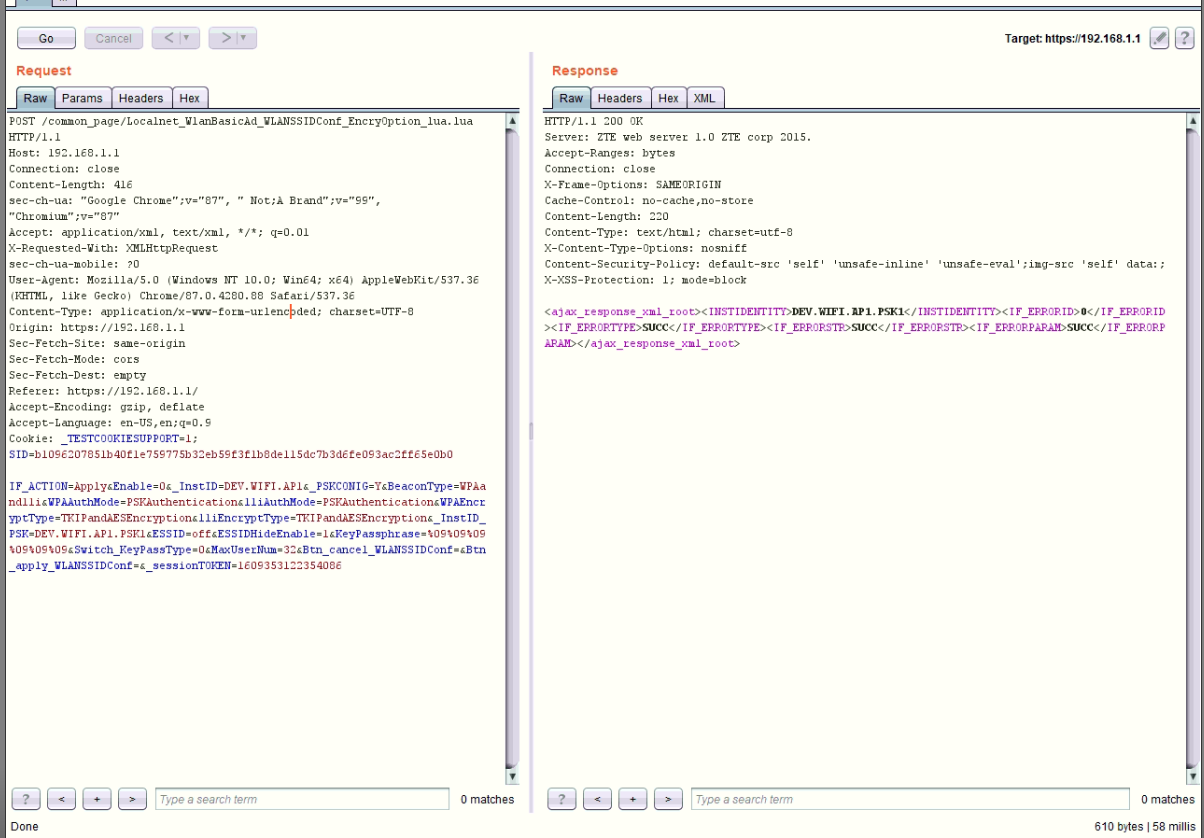 ...
Go
Cancel
<
>
Target: https://192.168.1.1
?
Request
Raw Params Headers Hex
POST /common_page/Localnet_WlanBasicAd_WLANSSIDConf_EncryOption_lua.lua
HTTP/1.1
Host: 192.168.1.1
Connection: close
Content-Length: 416
sec-ch-ua: "Google Chrome";v="87", " Not;A Brand";v="99",
"Chromium";v="87"
Accept: application/xml, text/xml, */*; q=0.01
X-Requested-With: XMLHttpRequest
sec-ch-ua-mobile: ?0
User-Agent: Mozilla/5.0 (Windows NT 10.0; Win64; x64) AppleWebKit/537.36
(KHTML, like Gecko) Chrome/87.0.4280.88 Safari/537.36
Content-Type: application/x-www-form-urlencoded; charset=UTF-8
Origin: https://192.168.1.1
Sec-Fetch-Site: same-origin
Sec-Fetch-Mode: cors
Sec-Fetch-Dest: empty
Referer: https://192.168.1.1/
Accept-Encoding: gzip, deflate
Accept-Language: en-US,en;q=0.9
Cookie: _TESTCOOKIESUPPORT=1;
SID=b1096207851b40f1e759775b32eb59f3f1b8de115dc7b3d6fe093ac2ff65e0b0
IF_ACTION=Apply&Enable=0&_InstID=DEV.WIFI.AP1&_PSKCONIG=Y&BeaconType=WPAa
nd11i&WPAAuthMode=PSKAuthentication&11iAuthMode=PSKAuthentication&WPAEncr
yptType=TKIPandAESEncryption&11iEncryptType=TKIPandAESEncryption&_InstID_
PSK=DEV.WIFI.AP1.PSK1&ESSID=off&ESSIDHideEnable=1&KeyPassphrase=%09%09%09
%09%09%09&Switch_KeyPassType=0&MaxUserNum=32&Btn_cancel_WLANSSIDConf=&Btn
_apply_WLANSSIDConf=&_sessionTOKEN=1609353122354086
? < + > Type a search term 0 matches
Response
Raw Headers Hex XML
HTTP/1.1 200 OK
Server: ZTE web server 1.0 ZTE corp 2015.
Accept-Ranges: bytes
Connection: close
X-Frame-Options: SAMEORIGIN
Cache-Control: no-cache,no-store
Content-Length: 220
Content-Type: text/html; charset=utf-8
X-Content-Type-Options: nosniff
Content-Security-Policy: default-src 'self' 'unsafe-inline' 'unsafe-eval';img-src 'self' data:;
X-XSS-Protection: 1; mode=block
<ajax_response_xml_root><INSTIDENTITY>DEV.WIFI.AP1.PSK1</INSTIDENTITY><IF_ERRORID>0</IF_ERRORID
><IF_ERRORTYPE>SUCC</IF_ERRORTYPE><IF_ERRORSTR>SUCC</IF_ERRORSTR><IF_ERRORPARAM>SUCC</IF_ERRORP
ARAM></ajax_response_xml_root>
? < + > Type a search term 0 matches
Done
610 bytes | 58 millis